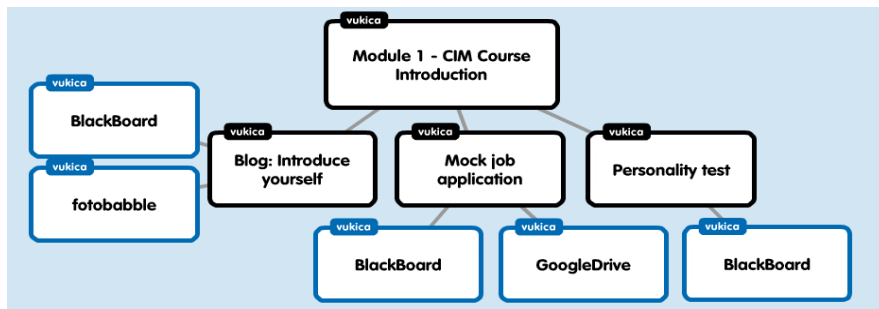 vukica
Module 1 - CIM Course
Introduction
vukica
BlackBoard
vukica
fotobabble
vukica
Blog: Introduce
yourself
vukica
Mock job
application
vukica
Personality test
vukica
BlackBoard
vukica
GoogleDrive
vukica
BlackBoard